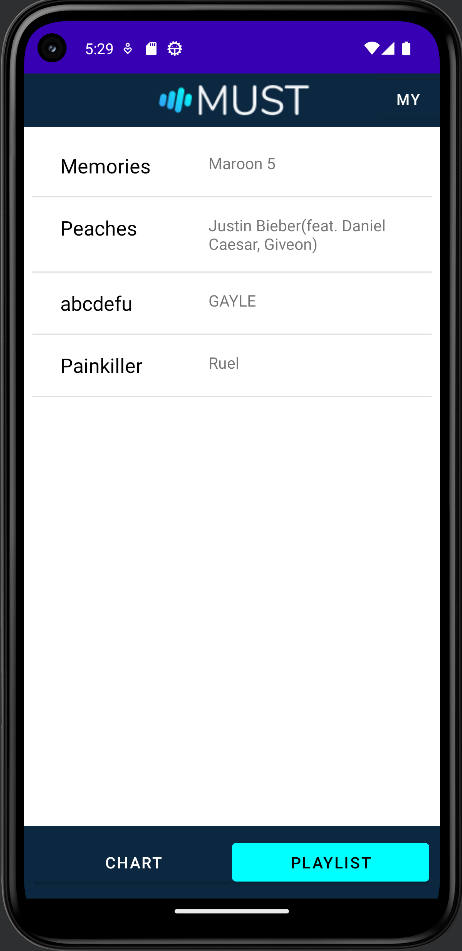 5:29
MUST
MY
Memories
Maroon 5
Peaches
Justin Bieber(feat. Daniel
Caesar, Giveon)
abcdefu
GAYLE
Painkiller
Ruel
CHART
PLAYLIST